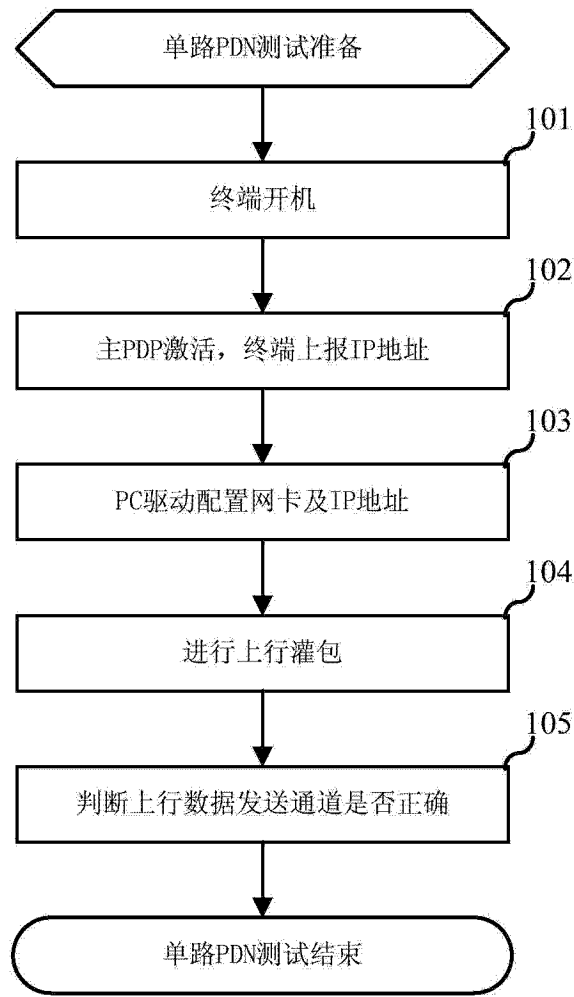 单路PDN测试准备
101
终端开机
102
主PDP激活，终端上报IP地址
103
PC驱动配置网卡及IP地址
104
进行上行灌包
105
判断上行数据发送通道是否正确
单路PDN测试结束